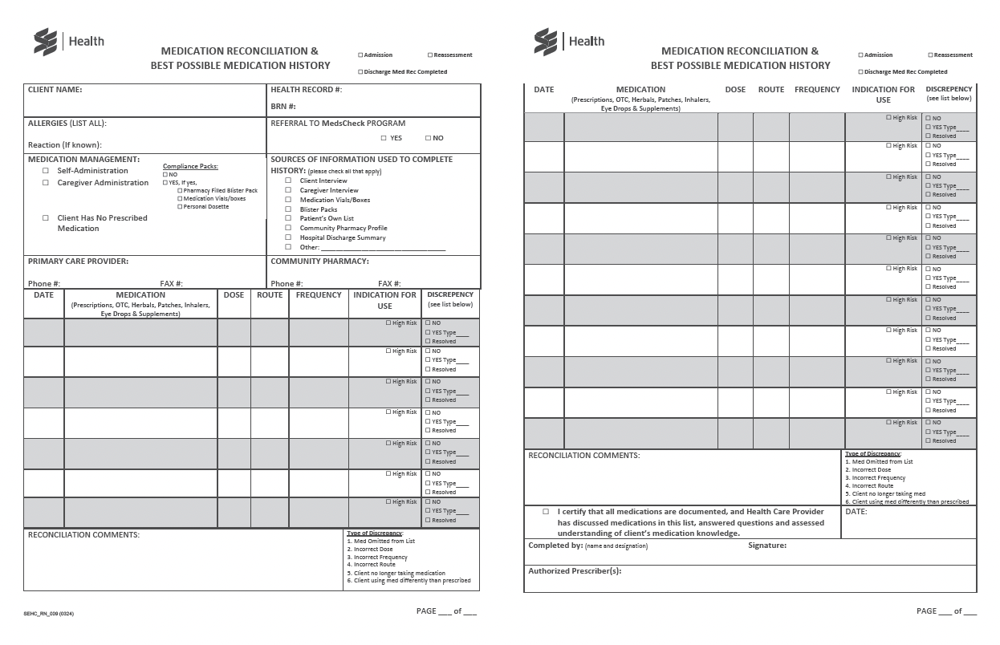 Health
MEDICATION RECONCILIATION &
BEST POSSIBLE MEDICATION HISTORY
☐ Admission ☐ Reassessment
☐ Discharge Med Rec Completed
CLIENT NAME:
HEALTH RECORD #:
BRN #:
ALLERGIES (LIST ALL):
Reaction (If known):
REFERRAL TO MedsCheck PROGRAM
☐ YES ☐ NO
MEDICATION MANAGEMENT:
☐ Self-Administration
☐ Caregiver Administration
☐ Client Has No Prescribed
Medication
Compliance Packs:
☐ NO
☐ YES, If yes,
☐ Pharmacy Filled Blister Pack
☐ Medication Vials/boxes
☐ Personal Dosette
SOURCES OF INFORMATION USED TO COMPLETE
HISTORY: (please check all that apply)
☐ Client Interview
☐ Caregiver Interview
☐ Medication Vials/Boxes
☐ Blister Packs
☐ Patient's Own List
☐ Community Pharmacy Profile
☐ Hospital Discharge Summary
☐ Other: ___________________________________
PRIMARY CARE PROVIDER:
Phone #: FAX #:
COMMUNITY PHARMACY:
Phone #: FAX #:
DATE MEDICATION DOSE ROUTE FREQUENCY INDICATION FOR DISCREPENCY
(Prescriptions, OTC, Herbals, Patches, Inhalers, USE (see list below)
Eye Drops & Supplements)
☐ High Risk ☐ NO
☐ YES Type____
☐ Resolved
☐ High Risk ☐ NO
☐ YES Type____
☐ Resolved
☐ High Risk ☐ NO
☐ YES Type____
☐ Resolved
☐ High Risk ☐ NO
☐ YES Type____
☐ Resolved
☐ High Risk ☐ NO
☐ YES Type____
☐ Resolved
☐ High Risk ☐ NO
☐ YES Type____
☐ Resolved
☐ High Risk ☐ NO
☐ YES Type____
☐ Resolved
RECONCILIATION COMMENTS:
Type of Discrepancy:
1. Med Omitted from List
2. Incorrect Dose
3. Incorrect Frequency
4. Incorrect Route
5. Client no longer taking medication
6. Client using med differently than prescribed
SEHC_RN_009 (0324)
PAGE ___ of ___
Health
MEDICATION RECONCILIATION &
BEST POSSIBLE MEDICATION HISTORY
☐ Admission ☐ Reassessment
☐ Discharge Med Rec Completed
DATE MEDICATION DOSE ROUTE FREQUENCY INDICATION FOR DISCREPENCY
(Prescriptions, OTC, Herbals, Patches, Inhalers, USE (see list below)
Eye Drops & Supplements)
☐ High Risk ☐ NO
☐ YES Type____
☐ Resolved
☐ High Risk ☐ NO
☐ YES Type____
☐ Resolved
☐ High Risk ☐ NO
☐ YES Type____
☐ Resolved
☐ High Risk ☐ NO
☐ YES Type____
☐ Resolved
☐ High Risk ☐ NO
☐ YES Type____
☐ Resolved
☐ High Risk ☐ NO
☐ YES Type____
☐ Resolved
☐ High Risk ☐ NO
☐ YES Type____
☐ Resolved
☐ High Risk ☐ NO
☐ YES Type____
☐ Resolved
☐ High Risk ☐ NO
☐ YES Type____
☐ Resolved
☐ High Risk ☐ NO
☐ YES Type____
☐ Resolved
☐ High Risk ☐ NO
☐ YES Type____
☐ Resolved
RECONCILIATION COMMENTS:
Type of Discrepancy:
1. Med Omitted from List
2. Incorrect Dose
3. Incorrect Frequency
4. Incorrect Route
5. Client no longer taking med
6. Client using med differently than prescribed
☐ I certify that all medications are documented, and Health Care Provider
has discussed medications in this list, answered questions and assessed
understanding of client's medication knowledge.
DATE:
Completed by: (name and designation) Signature:
Authorized Prescriber(s):
PAGE ___ of ___